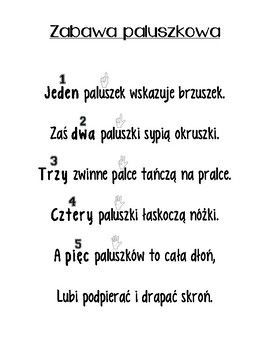 Zabawa paluszkowa
1
Jeden paluszek wskazuje brzuszek.
2
Zaś dwa paluszki sypią okruszki.
3
Trzy zwinne palce tańczą na pralce.
4
Cztery paluszki łaskoczą nóżki.
5
A pięc paluszków to cała dłoń,
Lubi podpierać i drapać skroń.